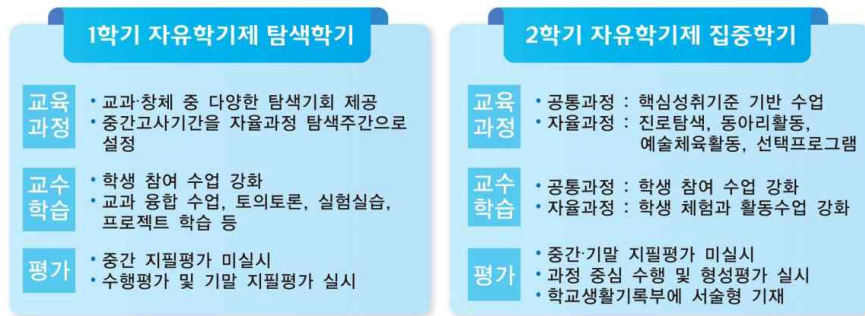 1학기 자유학기제 탐색학기
교육
과정
• 교과·창체 중 다양한 탐색기회 제공
• 중간고사기간을 자율과정 탐색주간으로
설정
교수
학습
• 학생 참여 수업 강화
• 교과 융합 수업, 토의토론, 실험실습,
프로젝트 학습 등
평가
• 중간 지필평가 미실시
• 수행평가 및 기말 지필평가 실시
2학기 자유학기제 집중학기
교육
과정
• 공통과정 : 핵심성취기준 기반 수업
• 자율과정 : 진로탐색, 동아리활동,
예술체육활동, 선택프로그램
교수
학습
• 공통과정 : 학생 참여 수업 강화
• 자율과정 : 학생 체험과 활동수업 강화
평가
• 중간·기말 지필평가 미실시
• 과정 중심 수행 및 형성평가 실시
• 학교생활기록부에 서술형 기재